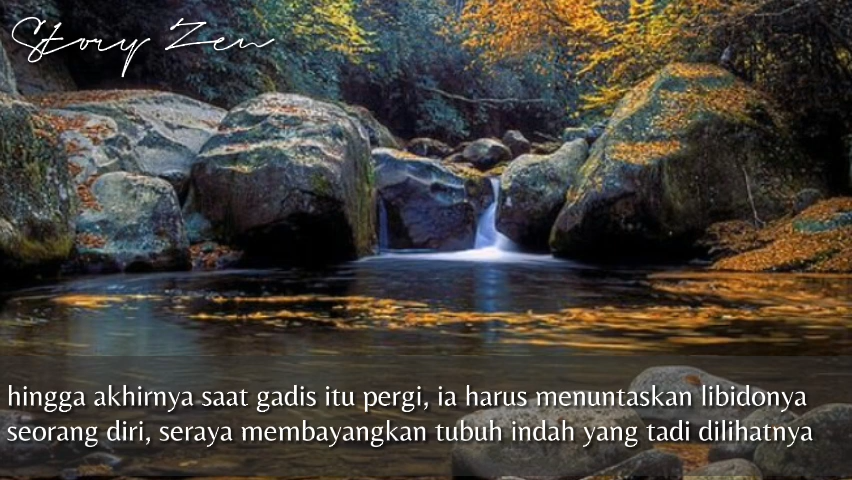 Story Zen
hingga akhirnya saat gadis itu pergi, ia harus menuntaskan libidonya
seorang diri, seraya membayangkan tubuh indah yang tadi dilihatnya